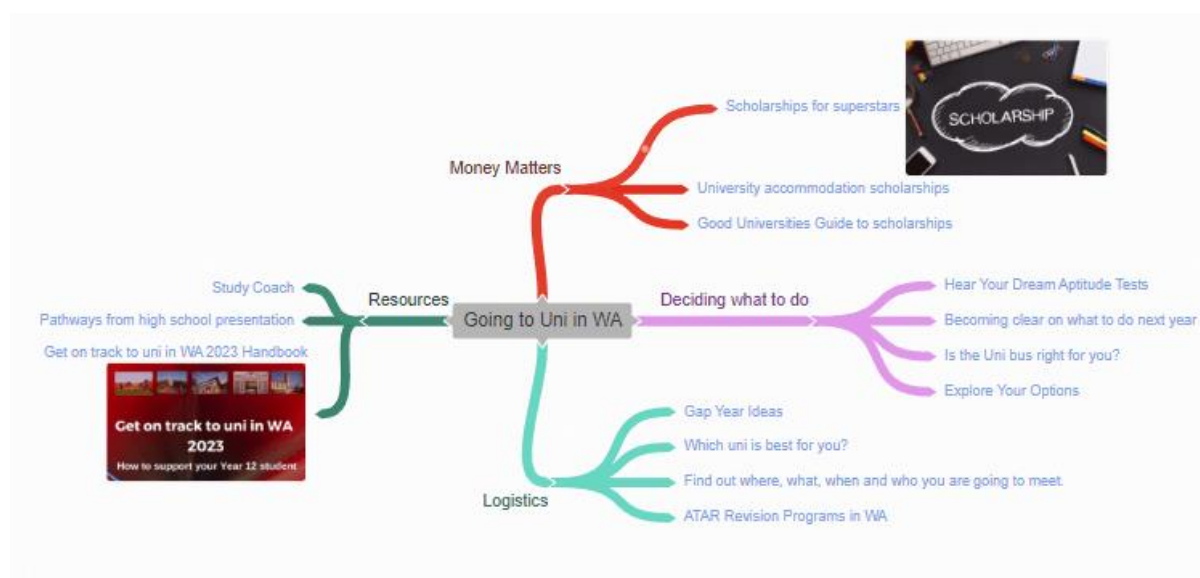 Scholarships for superstars
SCHOLARSHIP
Money Matters
University accommodation scholarships
Good Universities Guide to scholarships
Study Coach
Resources
Pathways from high school presentation
Get on track to uni in WA 2023 Handbook
Get on track to uni in WA
2023
How to support your Year 12 student
Going to Uni in WA
Deciding what to do
Hear Your Dream Aptitude Tests
Becoming clear on what to do next year
Is the Uni bus right for you?
Explore Your Options
Logistics
Gap Year Ideas
Which uni is best for you?
Find out where, what, when and who you are going to meet.
ATAR Revision Programs in WA